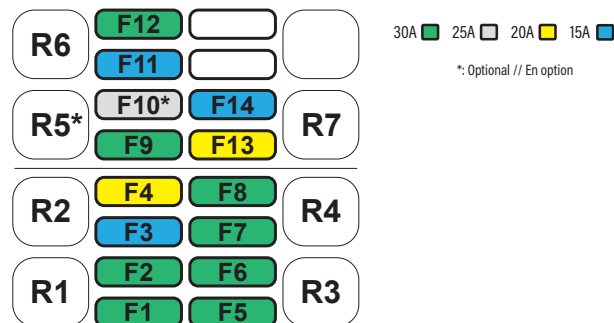 F12
R6
F11
F10* F14
R5* R7
F9 F13
F4 F8
R2 R4
F3 F7
F2 F6
R1 R3
F1 F5
30A 25A 20A 15A
*: Optional // En option